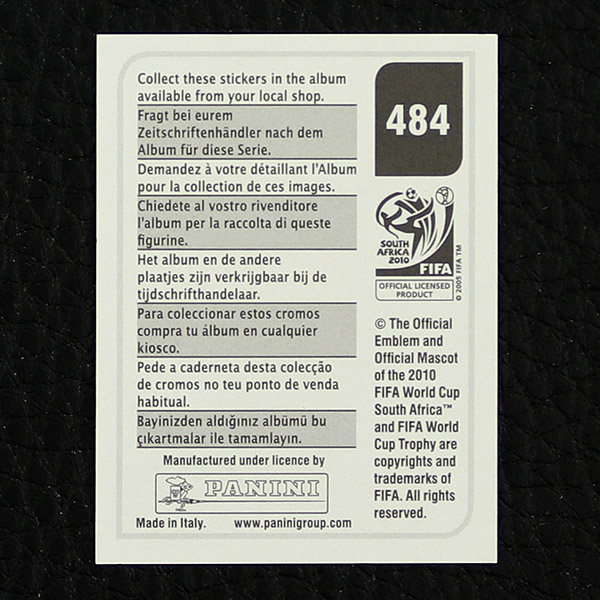 Collect these stickers in the album
available from your local shop.
Fragt bei eurem
Zeitschriftenhändler nach dem
Album für diese Serie.
Demandez à votre détaillant l'Album
pour la collection de ces images.
Chiedete al vostro rivenditore
l'album per la raccolta di queste
figurine.
Het album en de andere
plaatjes zijn verkrijgbaar bij de
tijdschrifthandelaar.
Para coleccionar estos cromos
compra tu álbum en cualquier
kiosco.
Pede a caderneta desta colecção
de cromos no teu ponto de venda
habitual.
Bayinizden aldığınız albümü bu
çıkartmalar ile tamamlayın.
Manufactured under licence by
PANINI
Made in Italy. www.paninigroup.com
484
SOUTH
AFRICA
2010
FIFA
OFFICIAL LICENSED
PRODUCT
© 2005 FIFA TM
© The Official
Emblem and
Official Mascot
of the 2010
FIFA World Cup
South Africa™
and FIFA World
Cup Trophy are
copyrights and
trademarks of
FIFA. All rights
reserved.